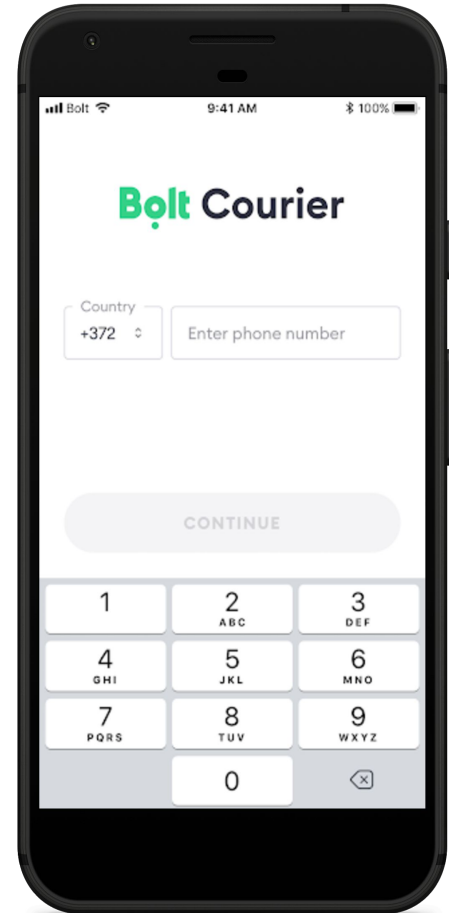 Bolt 9:41 AM 100%
Bolt Courier
Country
+372 Enter phone number
CONTINUE
1 2 3
ABC DEF
4 5 6
GHI JKL MNO
7 8 9
PQRS TUV WXYZ
0